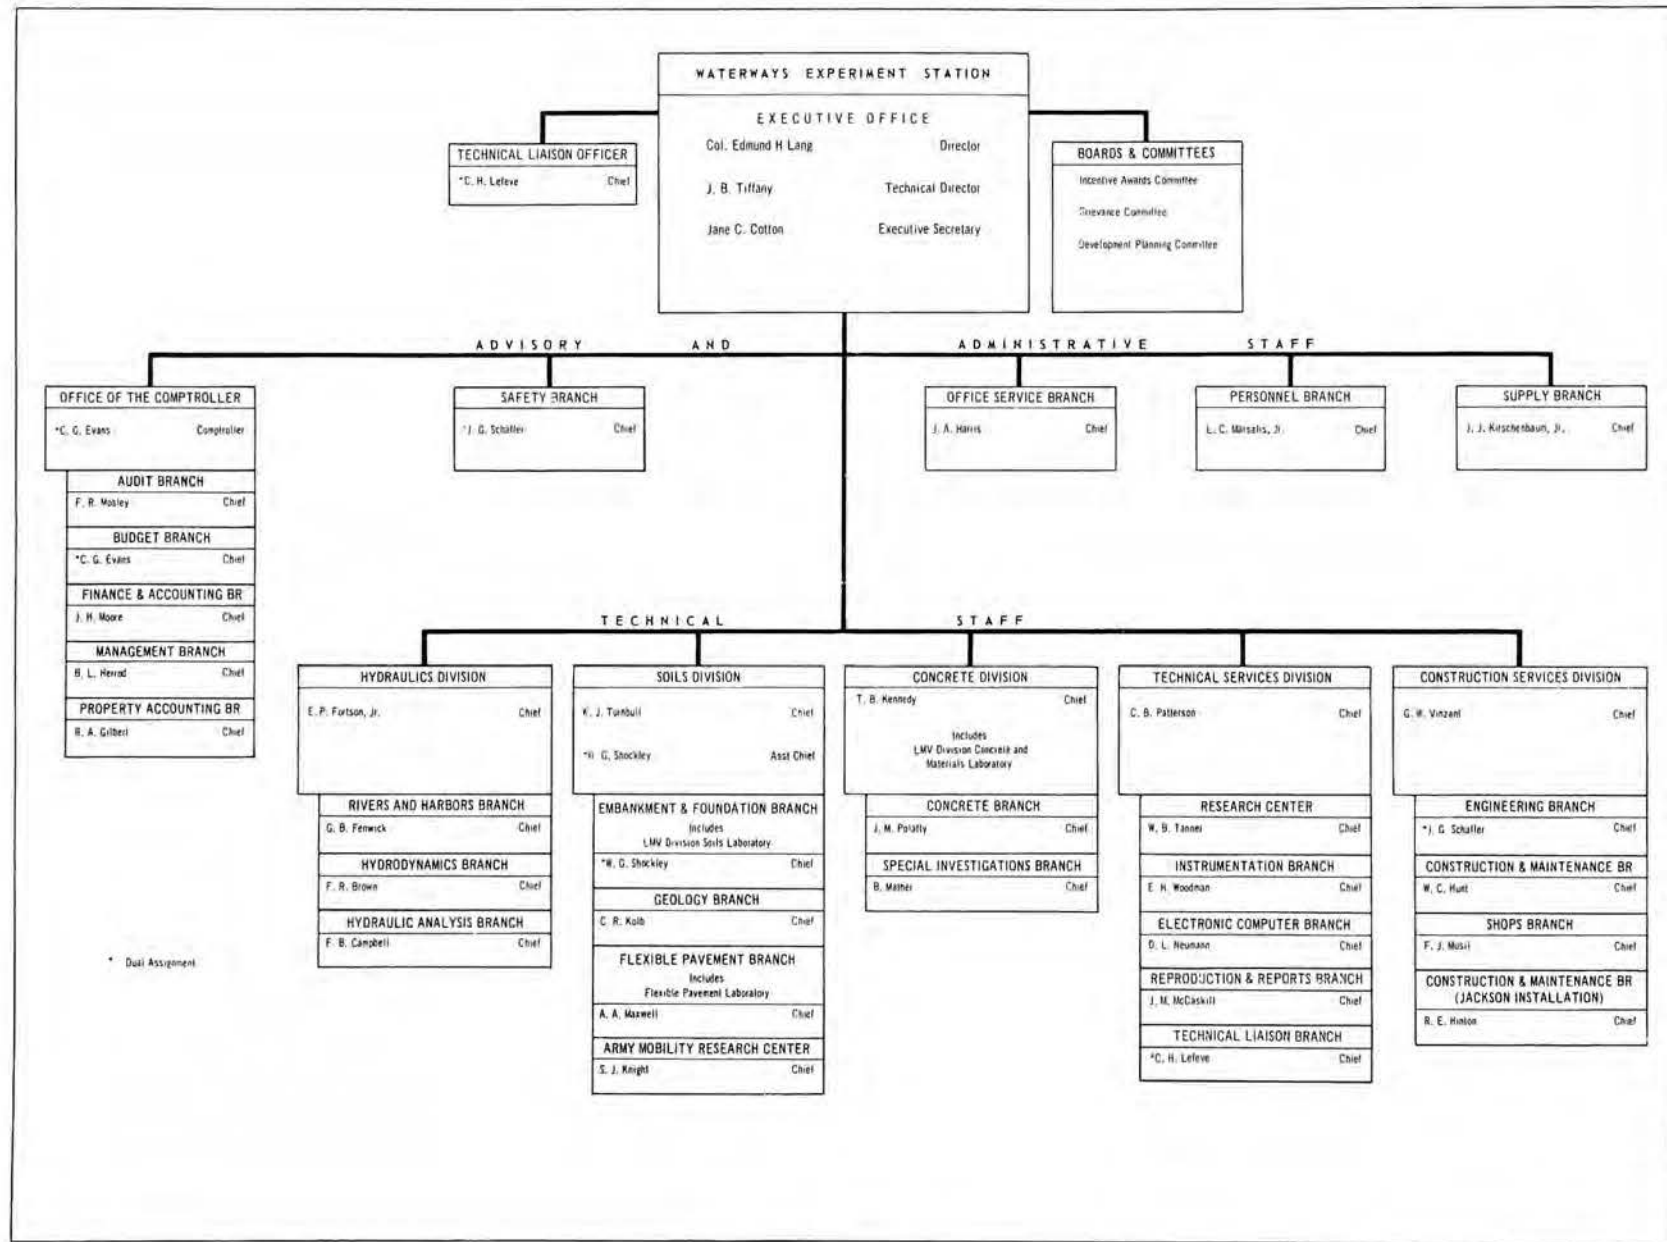 WATERWAYS EXPERIMENT STATION
EXECUTIVE OFFICE
Col. Edmund H Lang Director
J. B. Tiffany Technical Director
Jane C. Cotton Executive Secretary
TECHNICAL LIAISON OFFICER
*C. H. Lefeve Chief
BOARDS & COMMITTEES
Incentive Awards Committee
Grievance Committee
Development Planning Committee
ADVISORY AND ADMINISTRATIVE STAFF
OFFICE OF THE COMPTROLLER
*C. G. Evans Comptroller
AUDIT BRANCH
F. R. Mosley Chief
BUDGET BRANCH
*C. G. Evans Chief
FINANCE & ACCOUNTING BR
J. H. Moore Chief
MANAGEMENT BRANCH
B. L. Herrod Chief
PROPERTY ACCOUNTING BR
R. A. Gilbert Chief
SAFETY BRANCH
*J. G. Schaffer Chief
OFFICE SERVICE BRANCH
J. A. Harris Chief
PERSONNEL BRANCH
L. C. Marsalis, Jr. Chief
SUPPLY BRANCH
J. J. Kirschenbaum, Jr. Chief
TECHNICAL STAFF
HYDRAULICS DIVISION
E. P. Fortson, Jr. Chief
RIVERS AND HARBORS BRANCH
G. B. Fenwick Chief
HYDRODYNAMICS BRANCH
F. R. Brown Chief
HYDRAULIC ANALYSIS BRANCH
F. B. Campbell Chief
SOILS DIVISION
W. J. Turnbull Chief
*W. G. Shockley Asst Chief
EMBANKMENT & FOUNDATION BRANCH
Includes
LMV Division Soils Laboratory
*W. G. Shockley Chief
GEOLOGY BRANCH
C. R. Kolb Chief
FLEXIBLE PAVEMENT BRANCH
Includes
Flexible Pavement Laboratory
A. A. Maxwell Chief
ARMY MOBILITY RESEARCH CENTER
S. J. Knight Chief
CONCRETE DIVISION
T. B. Kennedy Chief
Includes
LMV Division Concrete and
Materials Laboratory
CONCRETE BRANCH
J. M. Polatty Chief
SPECIAL INVESTIGATIONS BRANCH
B. Mather Chief
TECHNICAL SERVICES DIVISION
C. B. Patterson Chief
RESEARCH CENTER
W. B. Tanner Chief
INSTRUMENTATION BRANCH
E. H. Woodman Chief
ELECTRONIC COMPUTER BRANCH
D. L. Neumann Chief
REPRODUCTION & REPORTS BRANCH
J. M. McCaskill Chief
TECHNICAL LIAISON BRANCH
*C. H. Lefeve Chief
CONSTRUCTION SERVICES DIVISION
G. W. Vinzant Chief
ENGINEERING BRANCH
*J. G. Schaffer Chief
CONSTRUCTION & MAINTENANCE BR
W. C. Hunt Chief
SHOPS BRANCH
F. J. Musil Chief
CONSTRUCTION & MAINTENANCE BR
(JACKSON INSTALLATION)
R. E. Hinton Chief
* Dual Assignment